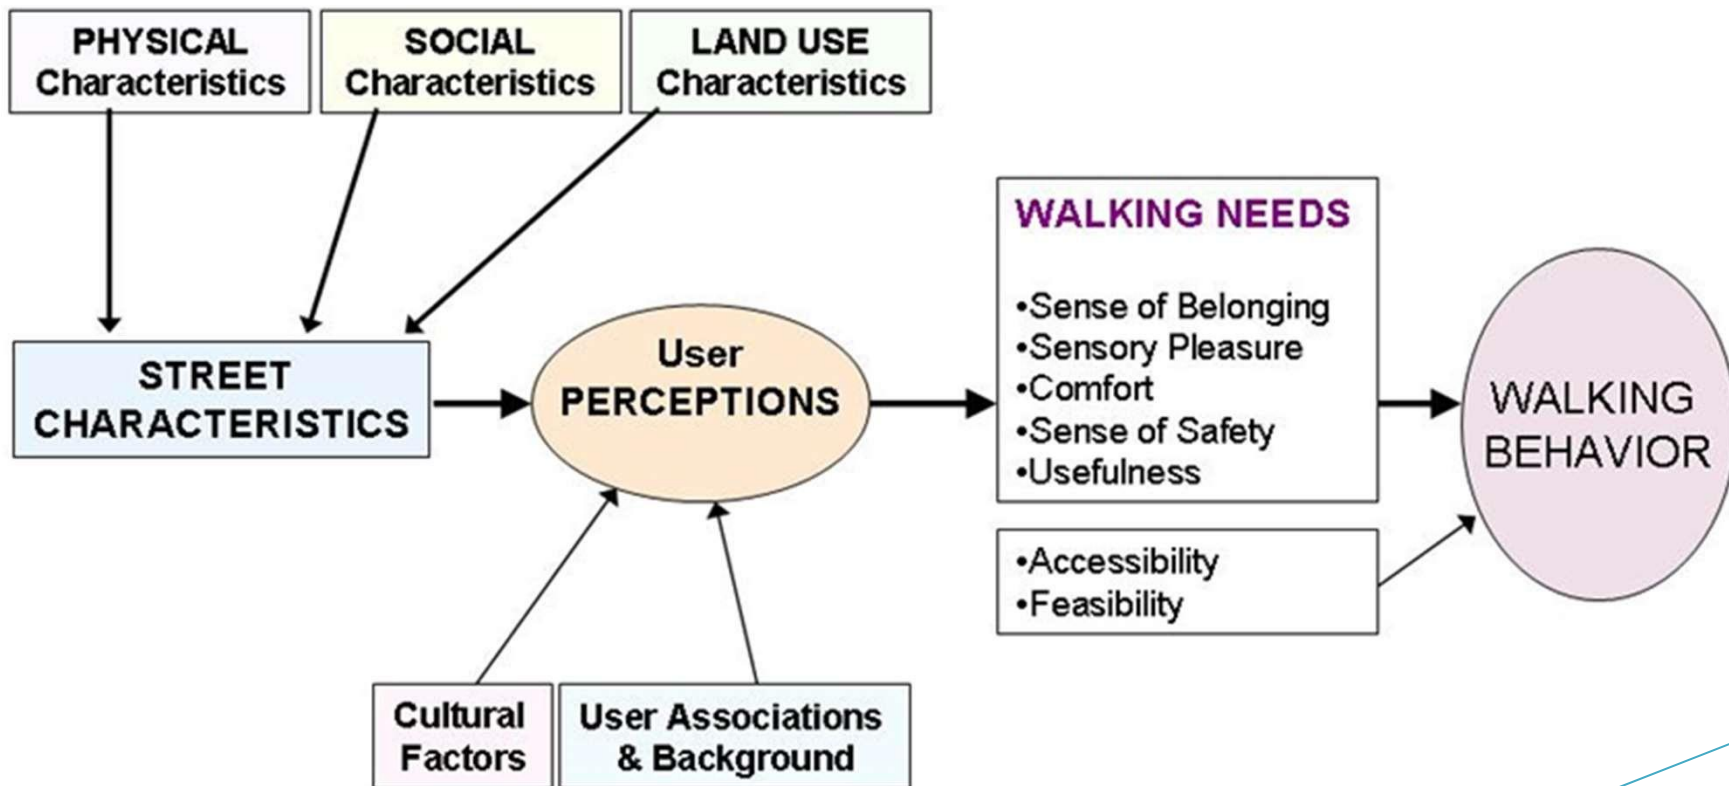 PHYSICAL
Characteristics
SOCIAL
Characteristics
LAND USE
Characteristics
STREET
CHARACTERISTICS
User
PERCEPTIONS
WALKING NEEDS
•Sense of Belonging
•Sensory Pleasure
•Comfort
•Sense of Safety
•Usefulness
•Accessibility
•Feasibility
WALKING
BEHAVIOR
Cultural
Factors
User Associations
& Background